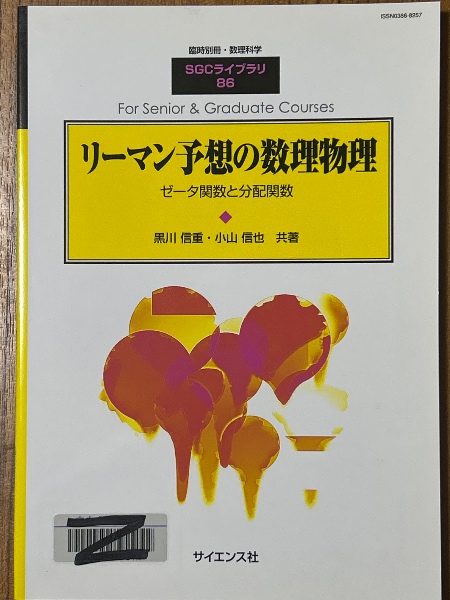 ISSN0386-8257
臨時別冊・数理科学
SGCライブラリ
86
For Senior & Graduate Courses
リーマン予想の数理物理
ゼータ関数と分配関数
黒川 信重・小山 信也 共著
Z
サイエンス社